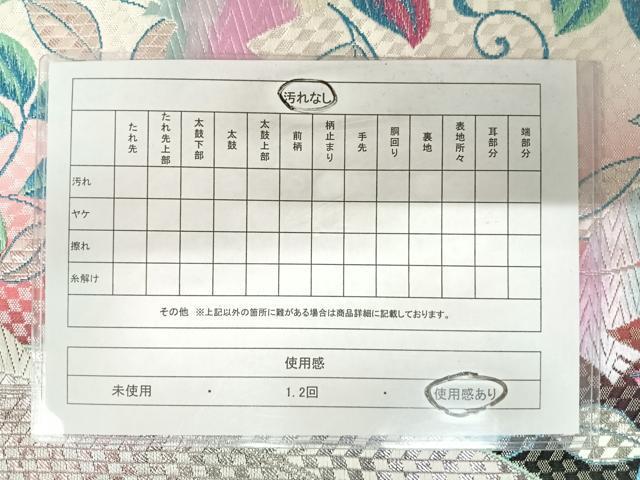 汚れなし
たれ先 たれ先上部 太鼓下部 太鼓 太鼓上部 前柄 柄止まり 手先 胴回り 裏地 表地所々 耳部分 端部分
汚れ
ヤケ
擦れ
糸解け
その他 ※上記以外の箇所に難がある場合は商品詳細に記載しております。
使用感
未使用 ・ 1.2回 ・ 使用感あり